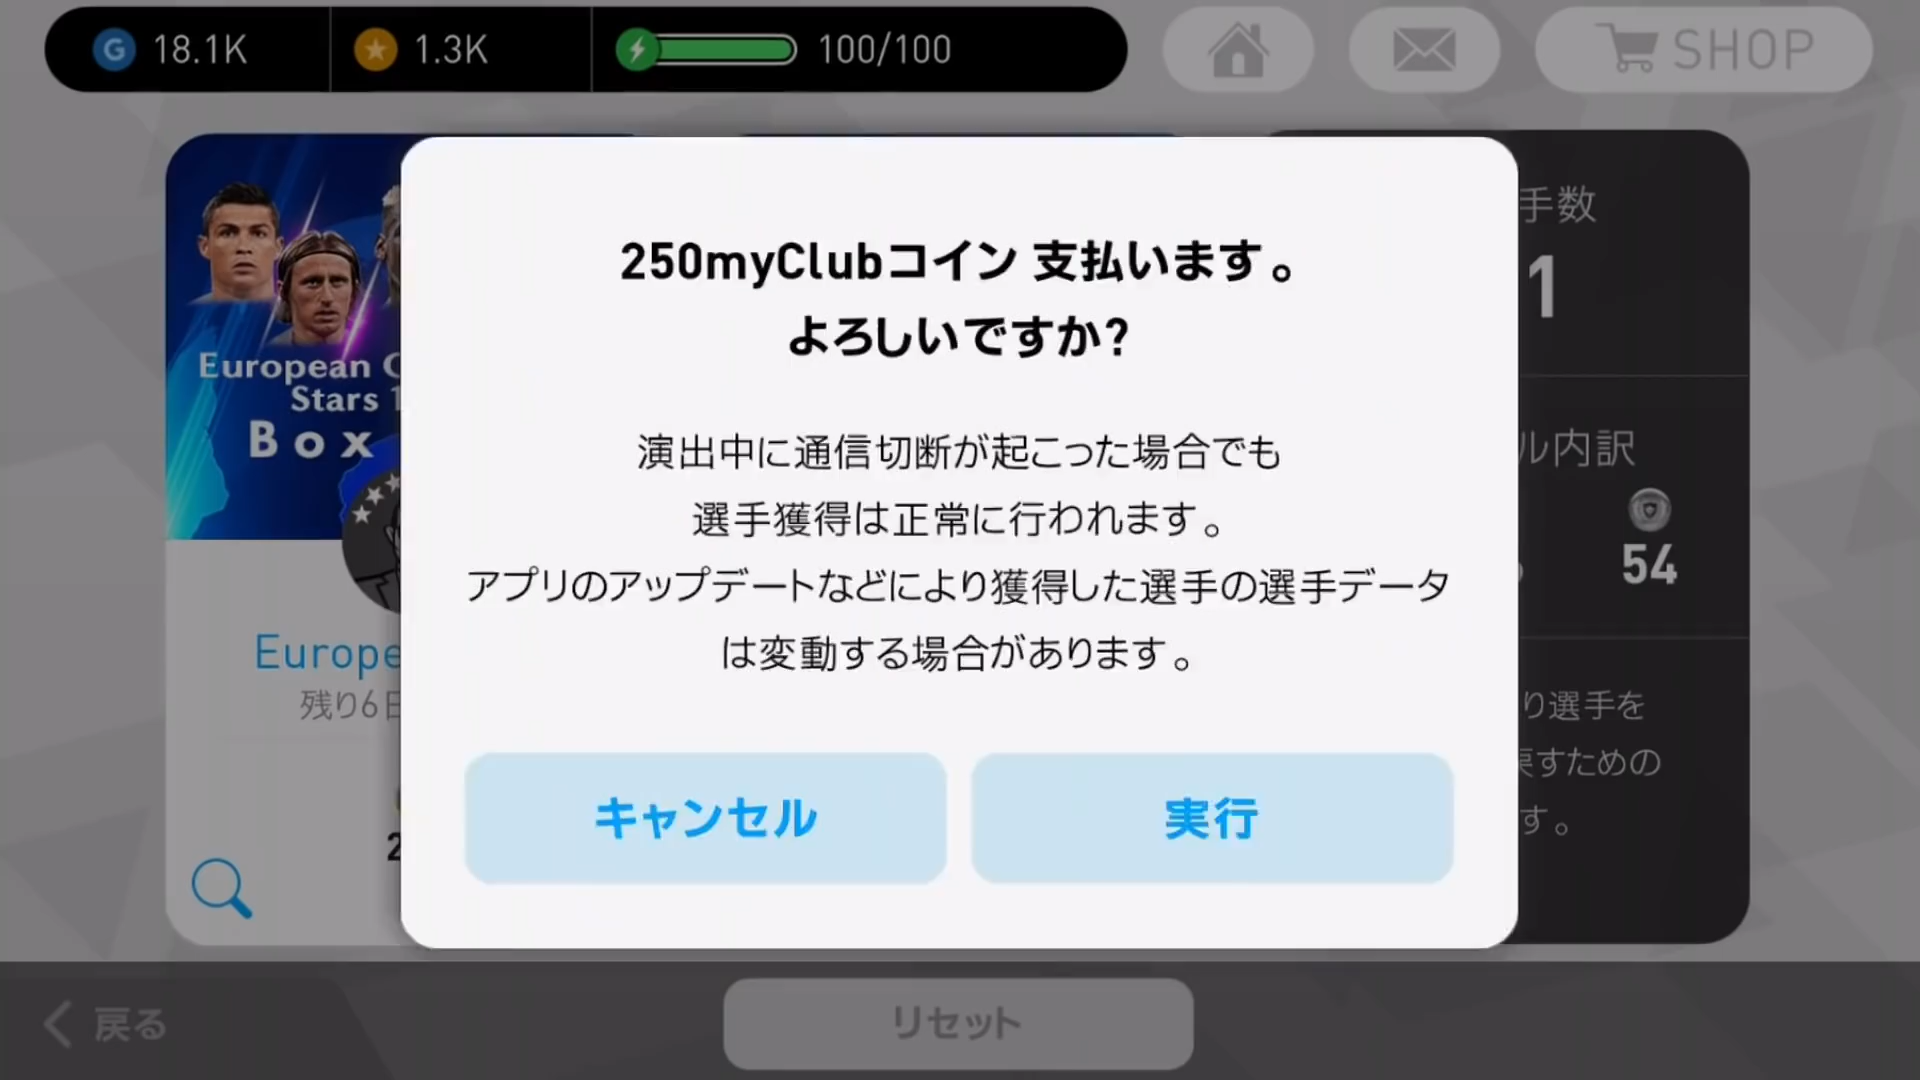 G 18.1K 1.3K 100/100 SHOP
250myClubコイン 支払います。
よろしいですか?
演出中に通信切断が起こった場合でも
選手獲得は正常に行われます。
アプリのアップデートなどにより獲得した選手の選手データ
は変動する場合があります。
キャンセル 実行
European
Stars 1
Box
Europe
残り6日
2
手数
1
ル内訳
54
り選手を
戻すための
す。
戻る
リセット